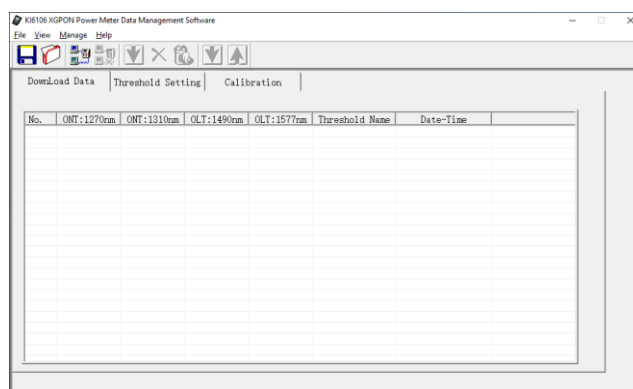 KI6106 XGPON Power Meter Data Management Software
File View Manage Help
DownLoad Data Threshold Setting Calibration
No. ONT:1270nm ONT:1310nm OLT:1490nm OLT:1577nm Threshold Name Date-Time